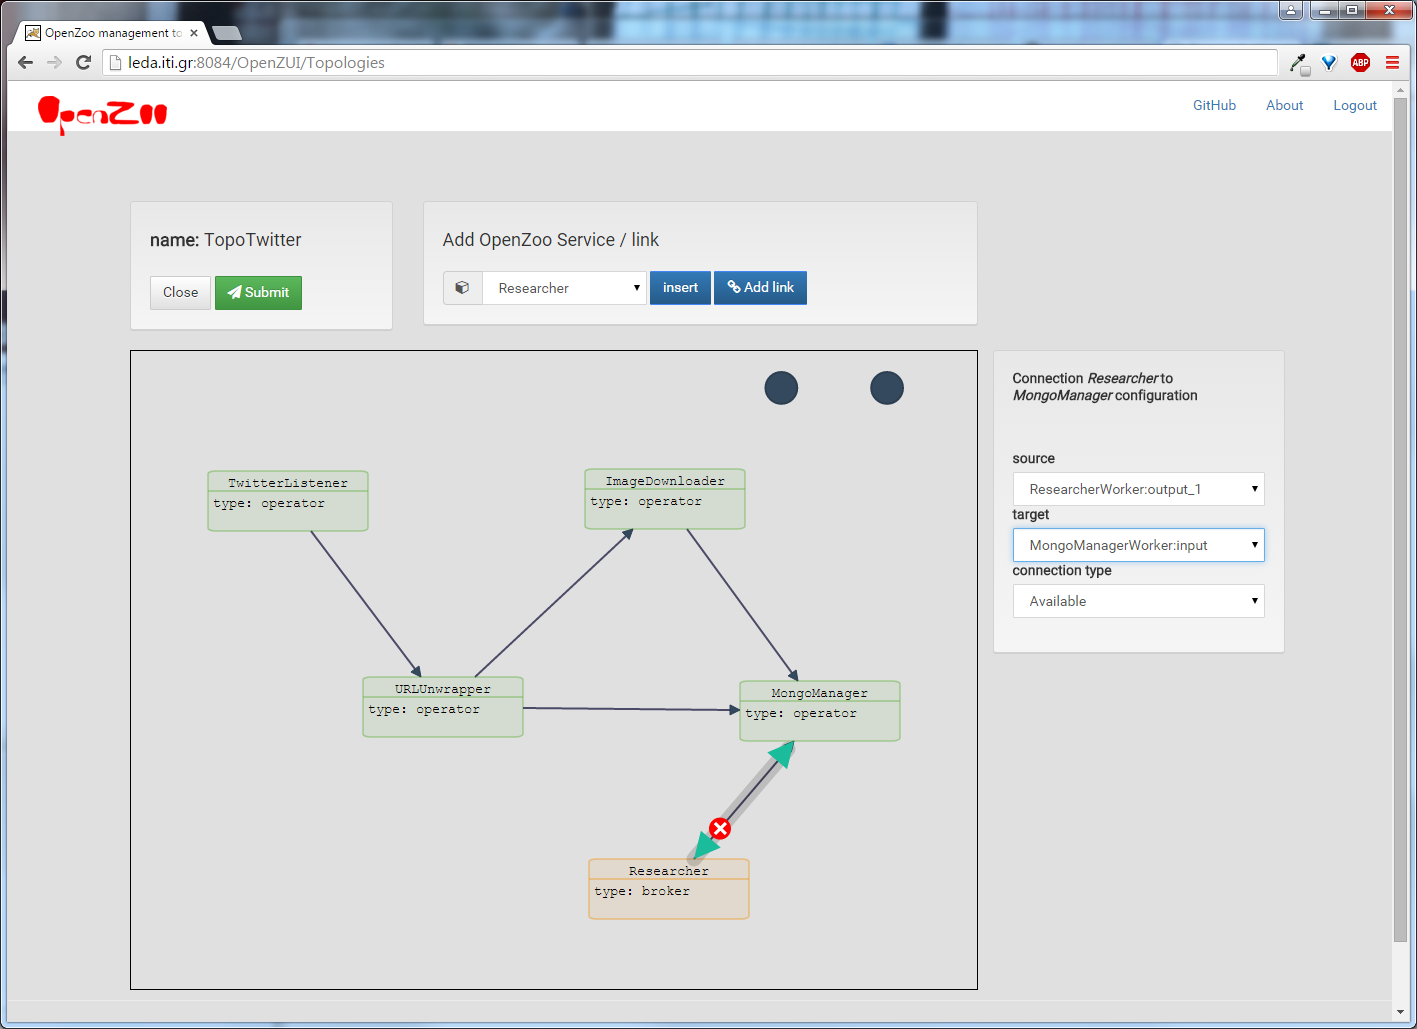 OpenZoo management to
leda.iti.gr:8084/OpenZUI/Topologies
ABP
OpenZoo
GitHub About Logout
name: TopoTwitter
Close Submit
Add OpenZoo Service / link
Researcher insert Add link
Connection Researcher to
MongoManager configuration
source
ResearcherWorker:output_1
target
MongoManagerWorker:input
connection type
Available
TwitterListener
type: operator
ImageDownloader
type: operator
URLUnwrapper
type: operator
MongoManager
type: operator
Researcher
type: broker